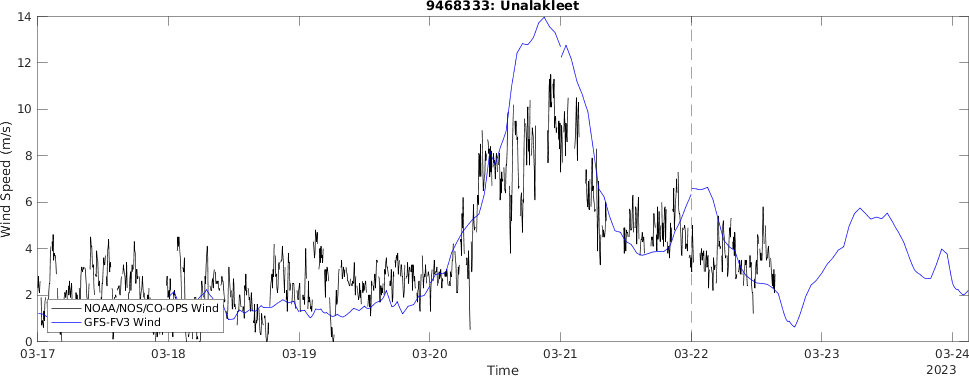 9468333: Unalakleet
14
12
10
8
6
4
2
0
Wind Speed (m/s)
NOAA/NOS/CO-OPS Wind
GFS-FV3 Wind
03-17 03-18 03-19 03-20 03-21 03-22 03-23 03-24
Time
2023